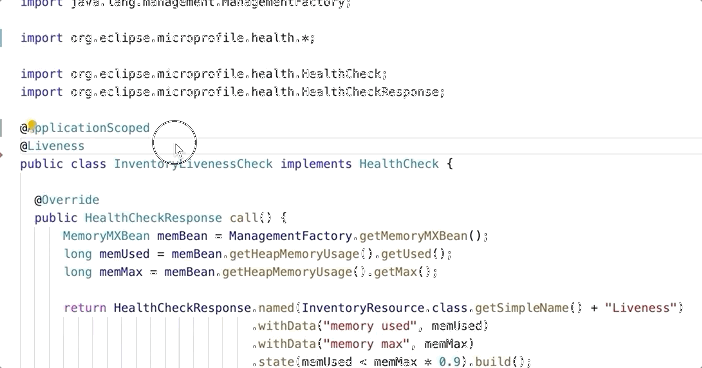 import java.lang.management.ManagementFactory;
import org.eclipse.microprofile.health.*;
import org.eclipse.microprofile.health.HealthCheck;
import org.eclipse.microprofile.health.HealthCheckResponse;
@ApplicationScoped
@Liveness
public class InventoryLivenessCheck implements HealthCheck {
@Override
public HealthCheckResponse call() {
MemoryMXBean memBean = ManagementFactory.getMemoryMXBean();
long memUsed = memBean.getHeapMemoryUsage().getUsed();
long memMax = memBean.getHeapMemoryUsage().getMax();
return HealthCheckResponse.named(InventoryResource.class.getSimpleName() + "Liveness")
.withData("memory used", memUsed)
.withData("memory max", memMax)
.state(memUsed < memMax * 0.9).build();